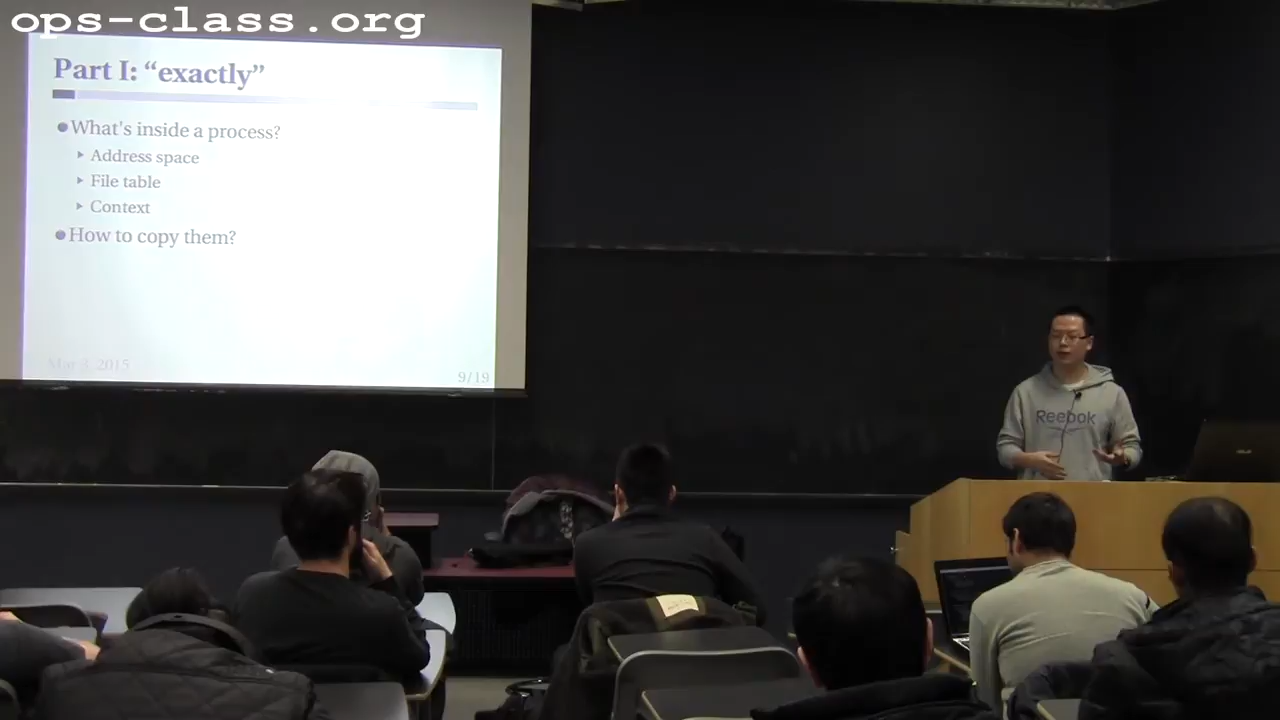 ops-class.org
Part I: “exactly”
What's inside a process?
Address space
File table
Context
How to copy them?
Mar 3, 2015
9/19
Reebok